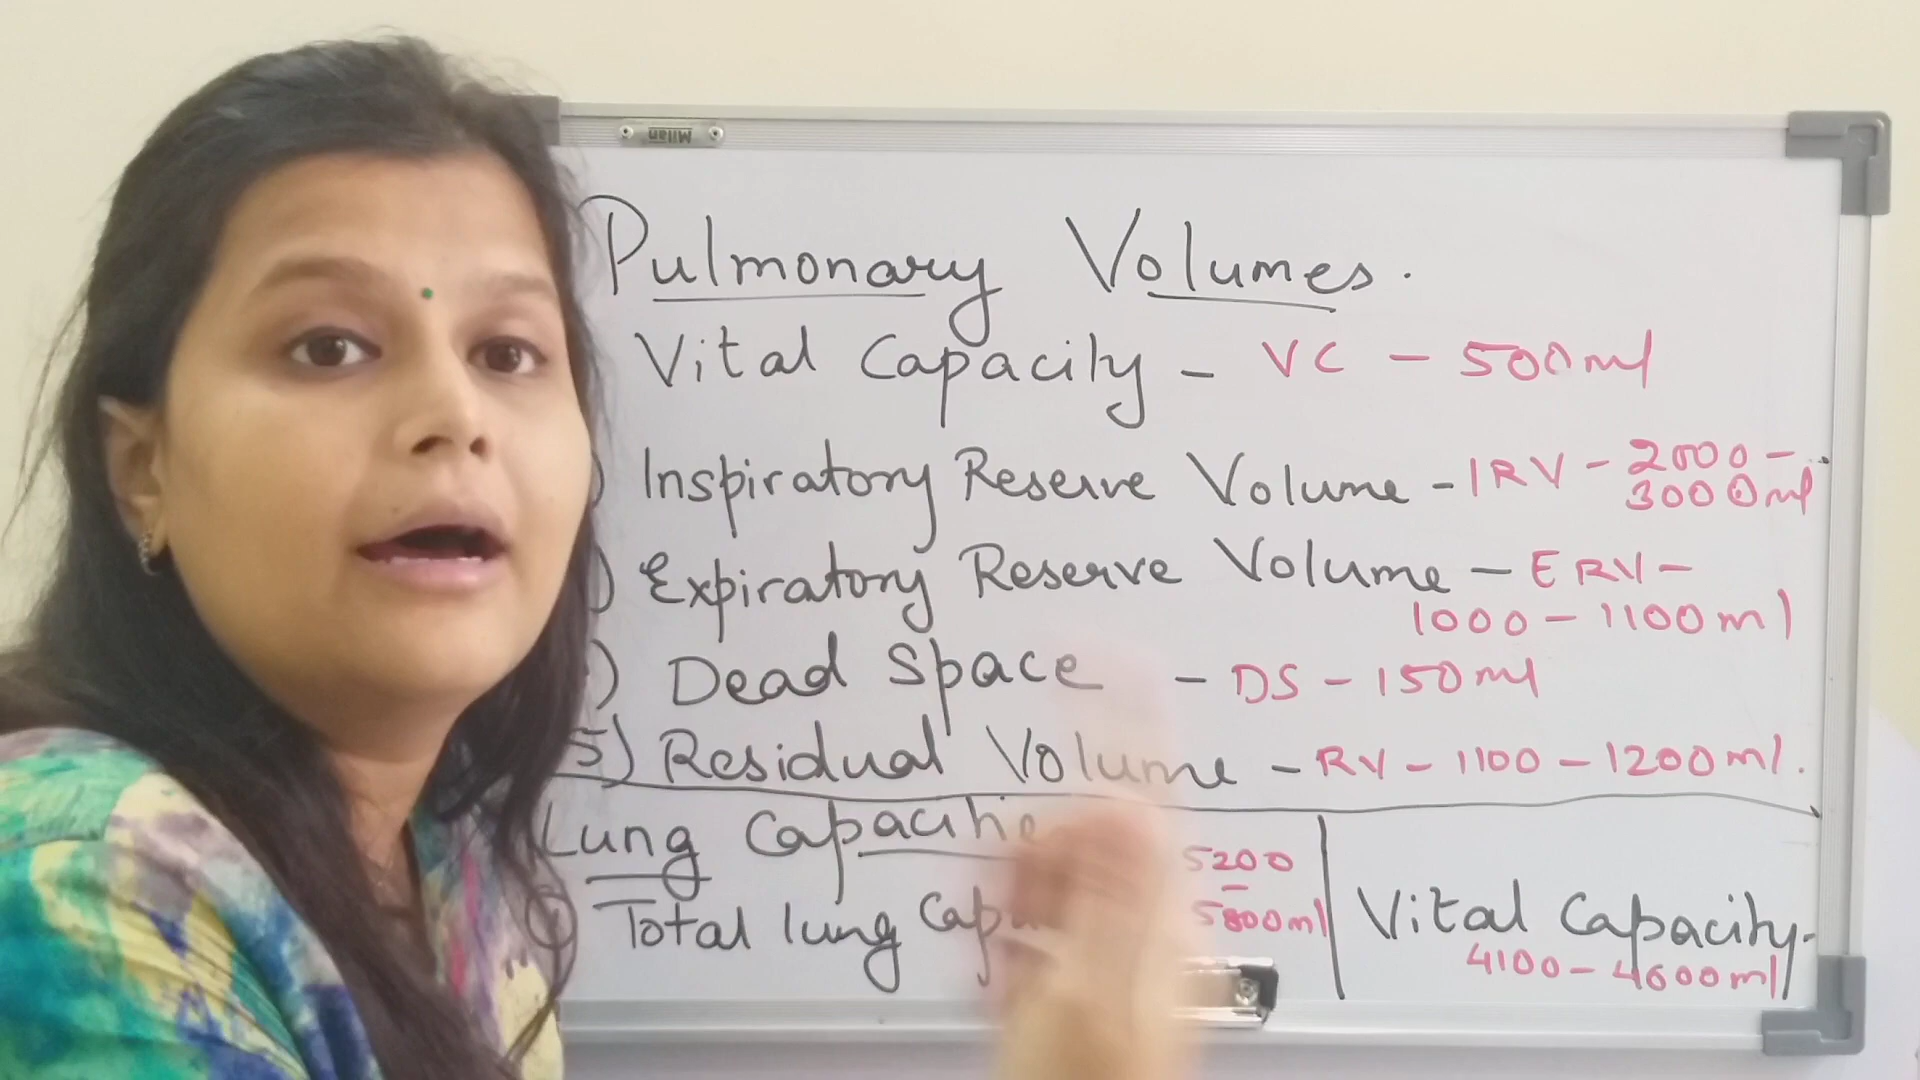 Milan
Pulmonary Volumes.
Vital Capacity - VC - 500ml
) Inspiratory Reserve Volume - IRV - 2000 - 3000ml
) Expiratory Reserve Volume - ERV -
1000 - 1100ml
) Dead Space - DS - 150ml
5) Residual Volume - RV - 1100 - 1200ml.
Lung
Total lung 5200 - 5800ml
Vital Capacity.
4100 - 4600ml